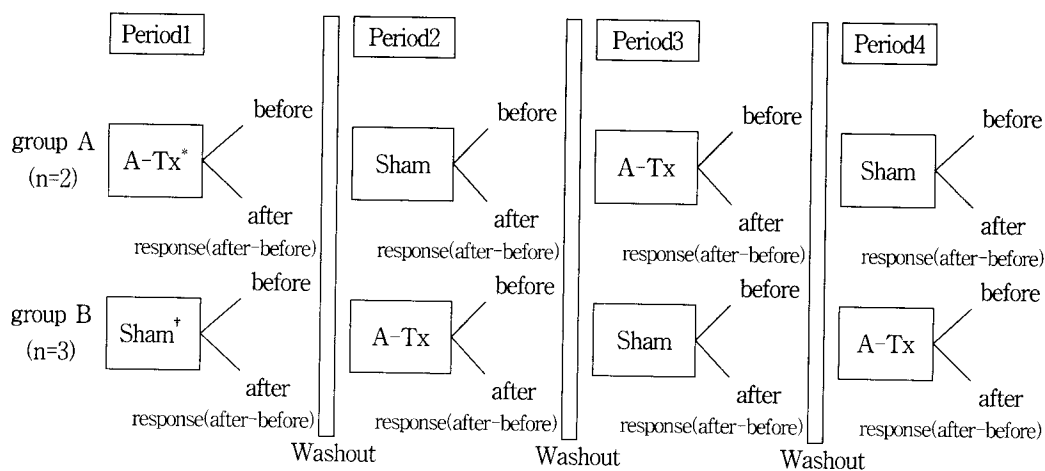 Period1
Period2
Period3
Period4
group A
(n=2)
A-Tx*
before
after
response(after-before)
Sham
before
after
response(after-before)
A-Tx
before
after
response(after-before)
Sham
before
after
response(after-before)
group B
(n=3)
Sham†
before
after
response(after-before)
A-Tx
before
after
response(after-before)
Sham
before
after
response(after-before)
A-Tx
before
after
response(after-before)
Washout
Washout
Washout